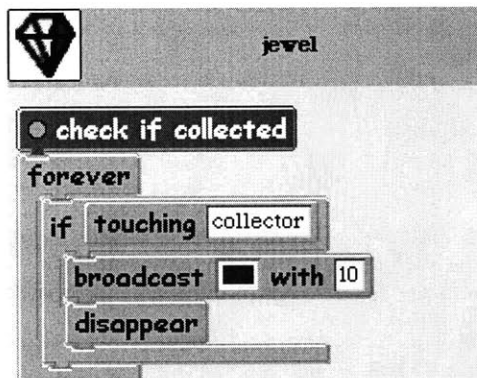 jewel
check if collected
forever
if touching collector
broadcast with 10
disappear